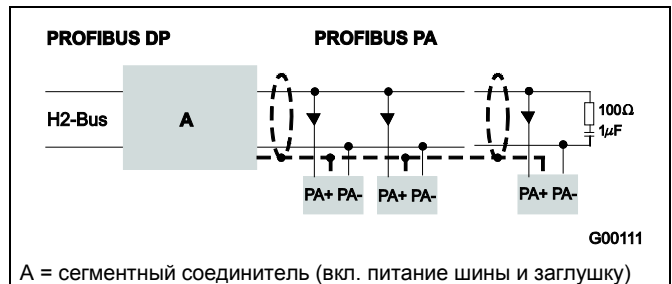 PROFIBUS DP PROFIBUS PA
H2-Bus A
100Ω
1μF
PA+ PA- PA+ PA- PA+ PA-
G00111
A = сегментный соединитель (вкл. питание шины и заглушку)